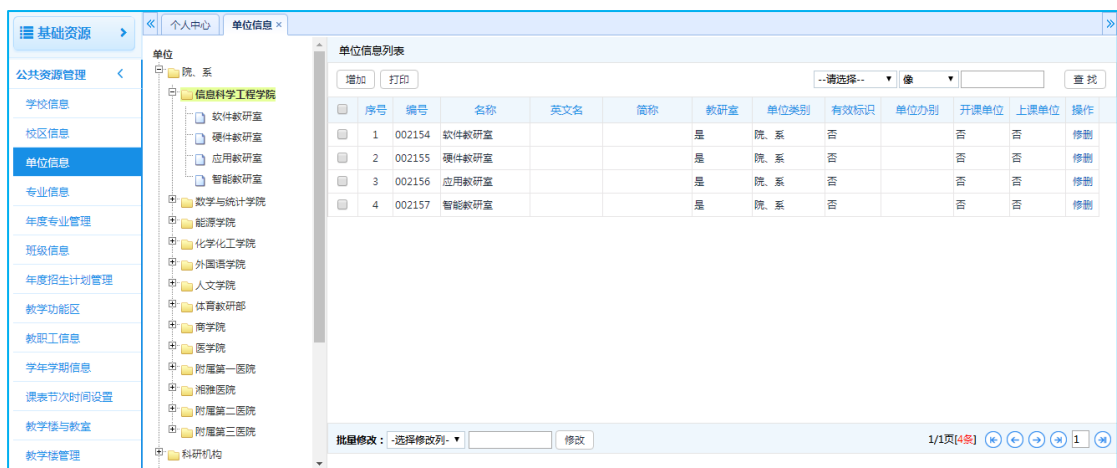 基础资源
公共资源管理
学校信息
校区信息
单位信息
专业信息
年度专业管理
班级信息
年度招生计划管理
教学功能区
教职工信息
学年学期信息
课表节次时间设置
教学楼与教室
教学楼管理
个人中心 单位信息 ×
单位
院、系
信息科学工程学院
软件教研室
硬件教研室
应用教研室
智能教研室
数学与统计学院
能源学院
化学化工学院
外国语学院
人文学院
体育教研部
商学院
医学院
附属第一医院
湘雅医院
附属第二医院
附属第三医院
科研机构
单位信息列表
增加 打印 --请选择-- 像 查 找
序号 编号 名称 英文名 简称 教研室 单位类别 有效标识 单位办别 开课单位 上课单位 操作
1 002154 软件教研室 是 院、系 否 否 否 修删
2 002155 硬件教研室 是 院、系 否 否 否 修删
3 002156 应用教研室 是 院、系 否 否 否 修删
4 002157 智能教研室 是 院、系 否 否 否 修删
批量修改： -选择修改列- 修改 1/1页[4条] 1